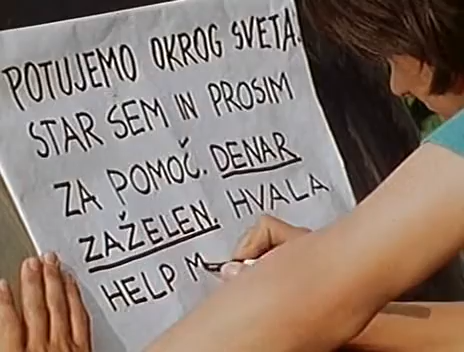 POTUJEMO OKROG SVETA.
STAR SEM IN PROSIM
ZA POMOČ. DENAR
ZAŽELEN. HVALA
HELP M